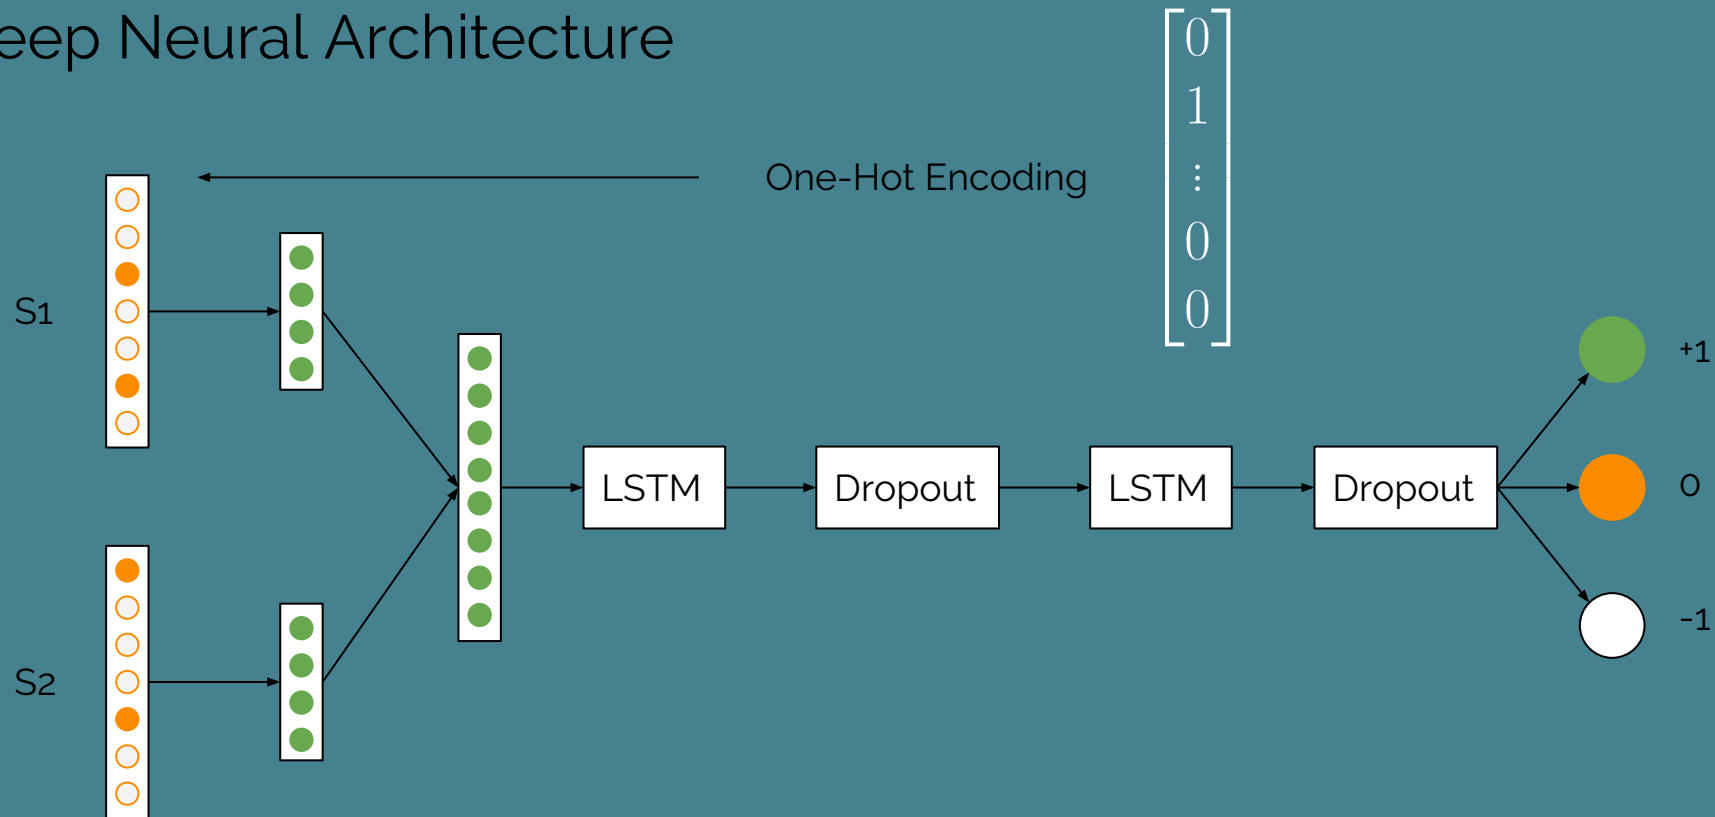 eep Neural Architecture
0
1
⋮
0
0
One-Hot Encoding
S1
S2
LSTM
Dropout
LSTM
Dropout
+1
0
-1